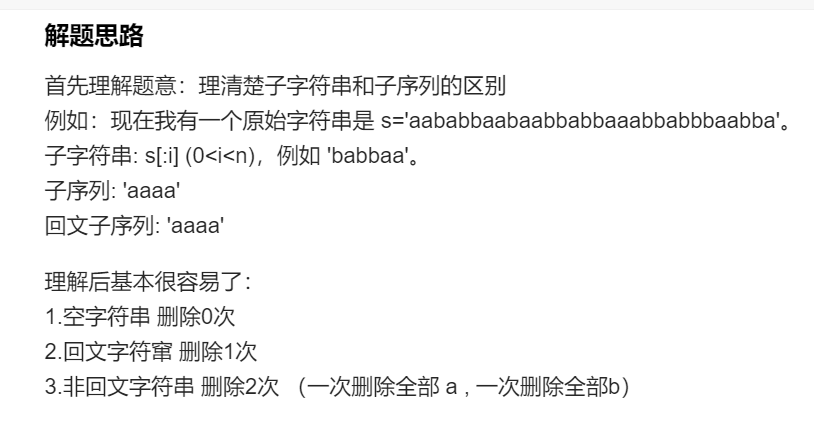 解题思路
首先理解题意：理清楚子字符串和子序列的区别
例如：现在我有一个原始字符串是 s='aababbaabaabbabbaaabbabbbaabba'。
子字符串: s[:i] (0<i<n)，例如 'babbaa'。
子序列: 'aaaa'
回文子序列: 'aaaa'
理解后基本很容易了：
1.空字符串 删除0次
2.回文字符窜 删除1次
3.非回文字符串 删除2次 （一次删除全部 a , 一次删除全部b）